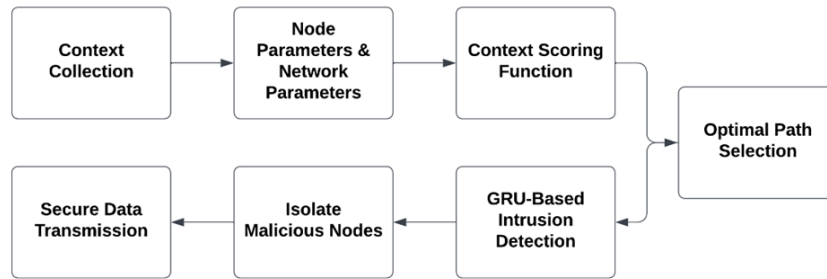 Context
Collection
Node
Parameters &
Network
Parameters
Context Scoring
Function
Optimal Path
Selection
GRU-Based
Intrusion
Detection
Isolate
Malicious Nodes
Secure Data
Transmission